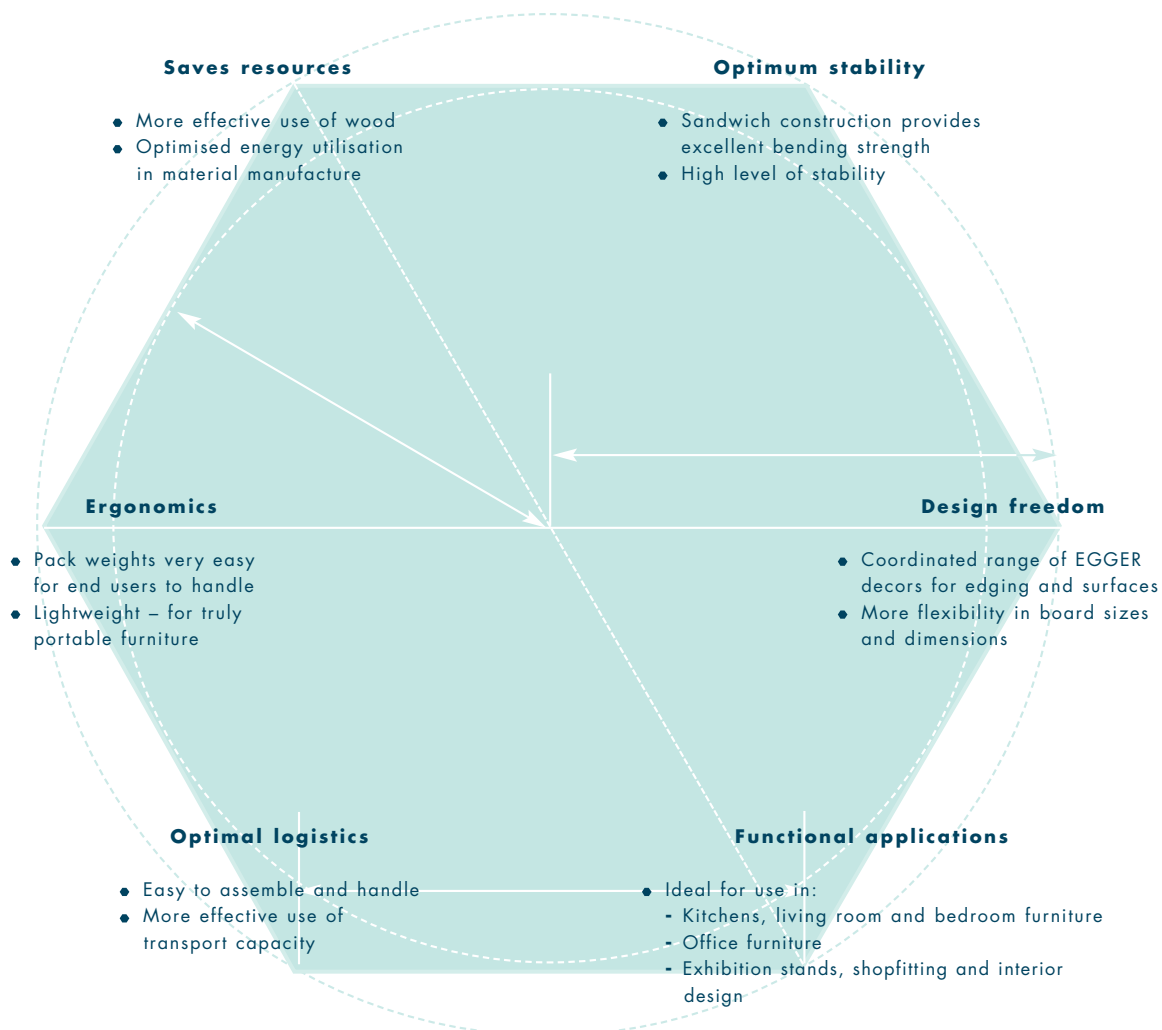 Saves resources
• More effective use of wood
• Optimised energy utilisation
in material manufacture
Optimum stability
• Sandwich construction provides
excellent bending strength
• High level of stability
Ergonomics
• Pack weights very easy
for end users to handle
• Lightweight – for truly
portable furniture
Design freedom
• Coordinated range of EGGER
decors for edging and surfaces
• More flexibility in board sizes
and dimensions
Optimal logistics
• Easy to assemble and handle
• More effective use of
transport capacity
Functional applications
• Ideal for use in:
- Kitchens, living room and bedroom furniture
- Office furniture
- Exhibition stands, shopfitting and interior
design